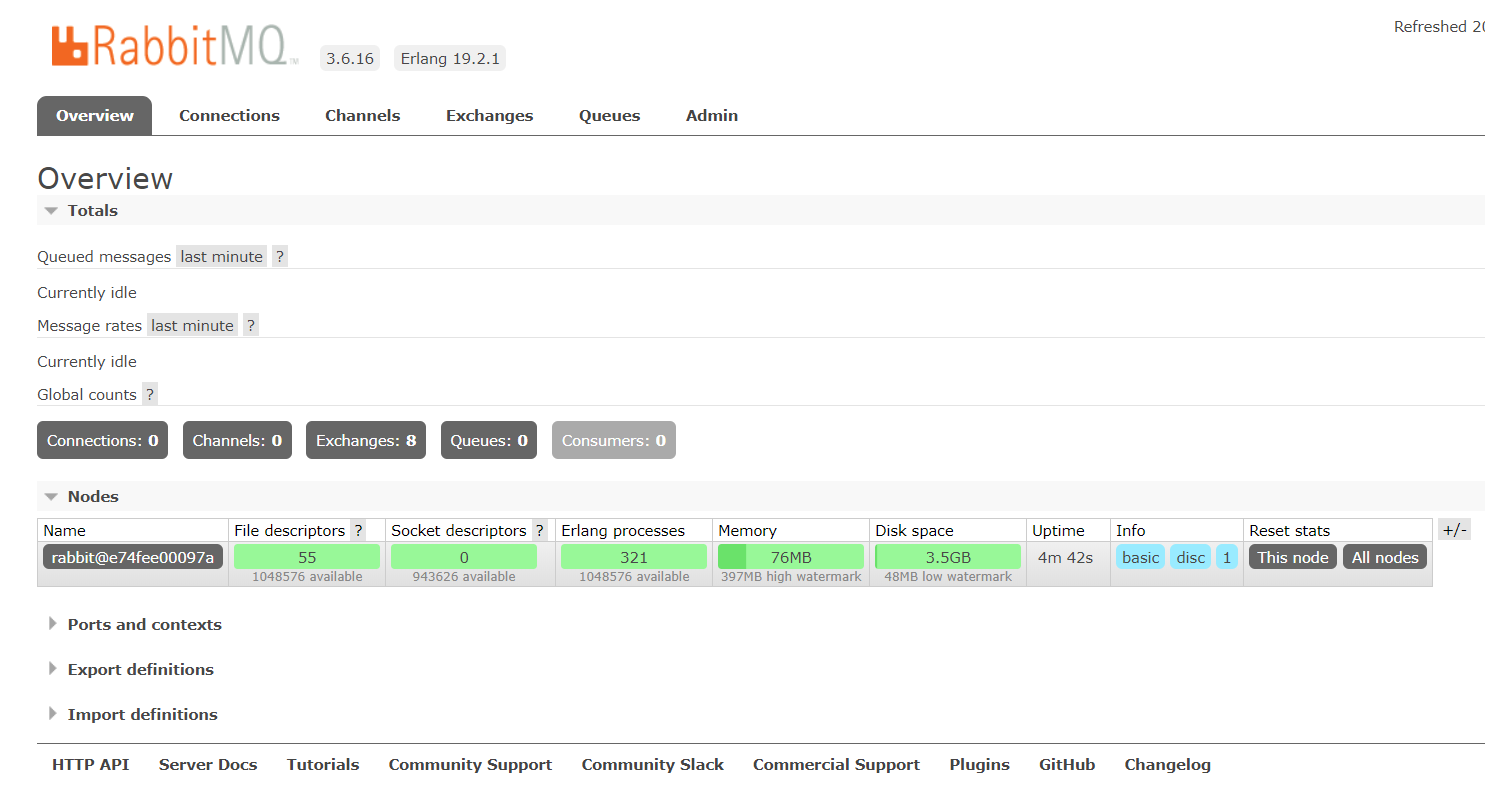 RabbitMQ™ 3.6.16 Erlang 19.2.1
Refreshed 20
Overview Connections Channels Exchanges Queues Admin
Overview
Totals
Queued messages last minute ?
Currently idle
Message rates last minute ?
Currently idle
Global counts ?
Connections: 0 Channels: 0 Exchanges: 8 Queues: 0 Consumers: 0
Nodes
Name File descriptors ? Socket descriptors ? Erlang processes Memory Disk space Uptime Info Reset stats +/-
rabbit@e74fee00097a 55 0 321 76MB 3.5GB 4m 42s basic disc 1 This node All nodes
1048576 available 943626 available 1048576 available 397MB high watermark 48MB low watermark
Ports and contexts
Export definitions
Import definitions
HTTP API Server Docs Tutorials Community Support Community Slack Commercial Support Plugins GitHub Changelog